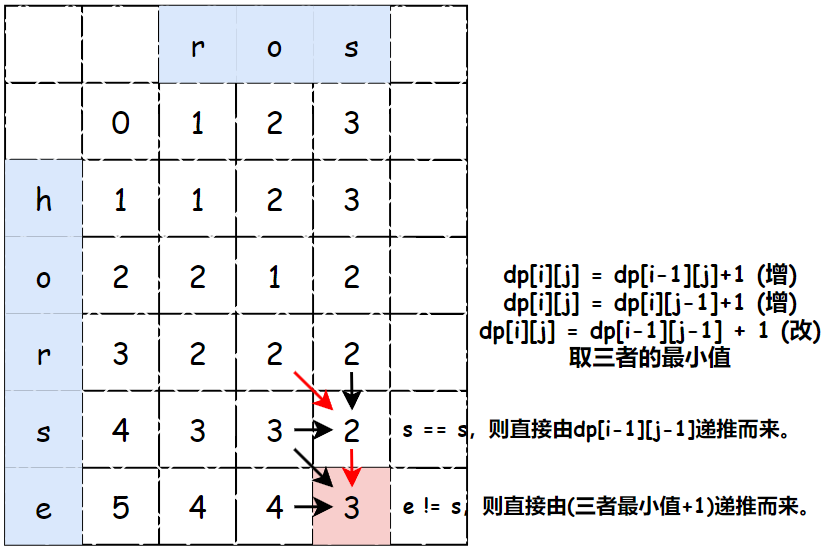 r o s
0 1 2 3
h 1 1 2 3
o 2 2 1 2
r 3 2 2 2
s 4 3 3 2
e 5 4 4 3
dp[i][j] = dp[i-1][j]+1 (增)
dp[i][j] = dp[i][j-1]+1 (增)
dp[i][j] = dp[i-1][j-1] + 1 (改)
取三者的最小值
s == s，则直接由dp[i-1][j-1]递推而来。
e != s，则直接由(三者最小值+1)递推而来。